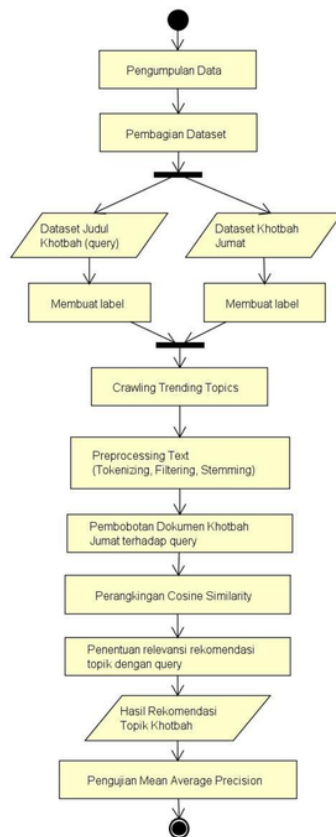 Pengumpulan Data
Pembagian Dataset
Dataset Judul
Khotbah (query)
Dataset Khotbah
Jumat
Membuat label
Membuat label
Crawling Trending Topics
Preprocessing Text
(Tokenizing, Filtering, Stemming)
Pembobotan Dokumen Khotbah
Jumat terhadap query
Perangkingan Cosine Similarity
Penentuan relevansi rekomendasi
topik dengan query
Hasil Rekomendasi
Topik Khotbah
Pengujian Mean Average Precision